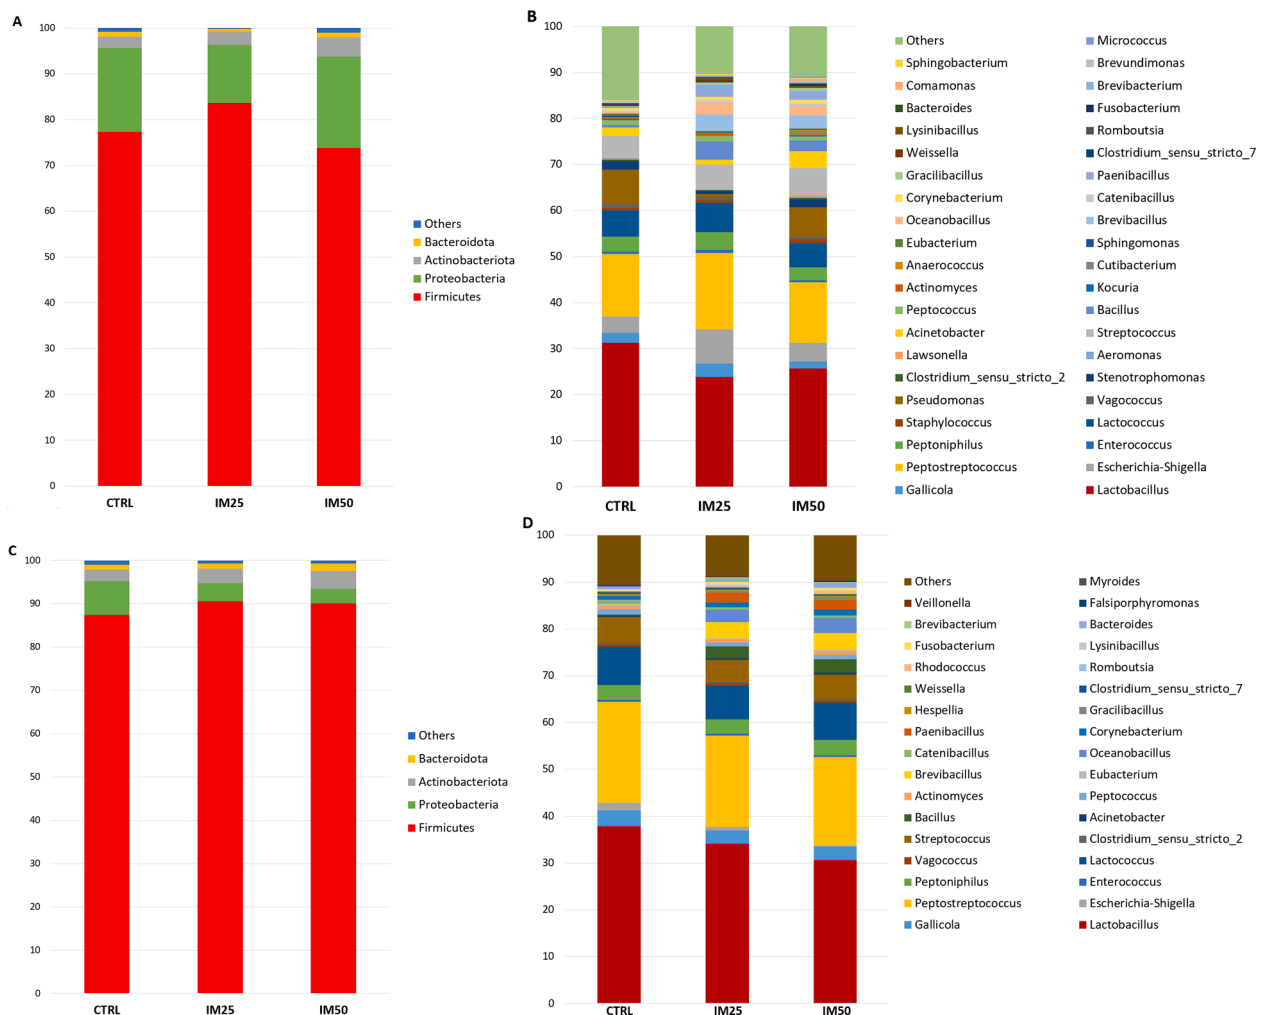 A
100
90
80
70
60
50
40
30
20
10
0
CTRL
IM25
IM50
Others
Bacteroidota
Actinobacteriota
Proteobacteria
Firmicutes
B
100
90
80
70
60
50
40
30
20
10
0
CTRL
IM25
IM50
Others Micrococcus
Sphingobacterium Brevundimonas
Comamonas Brevibacterium
Bacteroides Fusobacterium
Lysinibacillus Romboutsia
Weissella Clostridium_sensu_stricto_7
Gracilibacillus Paenibacillus
Corynebacterium Catenibacillus
Oceanobacillus Brevibacillus
Eubacterium Sphingomonas
Anaerococcus Cutibacterium
Actinomyces Kocuria
Peptococcus Bacillus
Acinetobacter Streptococcus
Lawsonella Aeromonas
Clostridium_sensu_stricto_2 Stenotrophomonas
Pseudomonas Vagococcus
Staphylococcus Lactococcus
Peptoniphilus Enterococcus
Peptostreptococcus Escherichia-Shigella
Gallicola Lactobacillus
C
100
90
80
70
60
50
40
30
20
10
0
CTRL
IM25
IM50
Others
Bacteroidota
Actinobacteriota
Proteobacteria
Firmicutes
D
100
90
80
70
60
50
40
30
20
10
0
CTRL
IM25
IM50
Others Myroides
Veillonella Falsiporphyromonas
Brevibacterium Bacteroides
Fusobacterium Lysinibacillus
Rhodococcus Romboutsia
Weissella Clostridium_sensu_stricto_7
Hespellia Gracilibacillus
Paenibacillus Corynebacterium
Catenibacillus Oceanobacillus
Brevibacillus Eubacterium
Actinomyces Peptococcus
Bacillus Acinetobacter
Streptococcus Clostridium_sensu_stricto_2
Vagococcus Lactococcus
Peptoniphilus Enterococcus
Peptostreptococcus Escherichia-Shigella
Gallicola Lactobacillus